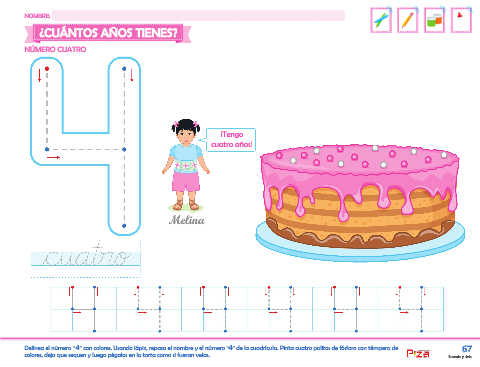 NOMBRE:
¿CUÁNTOS AÑOS TIENES?
NÚMERO CUATRO
¡Tengo
cuatro años!
Melina
cuatro
Delinea el número "4" con colores. Usando lápiz, repasa el nombre y el número "4" de la cuadrícula. Pinta cuatro palitos de fósforo con témpera de
colores, deja que sequen y luego pégalos en la torta como si fueran velas.
67